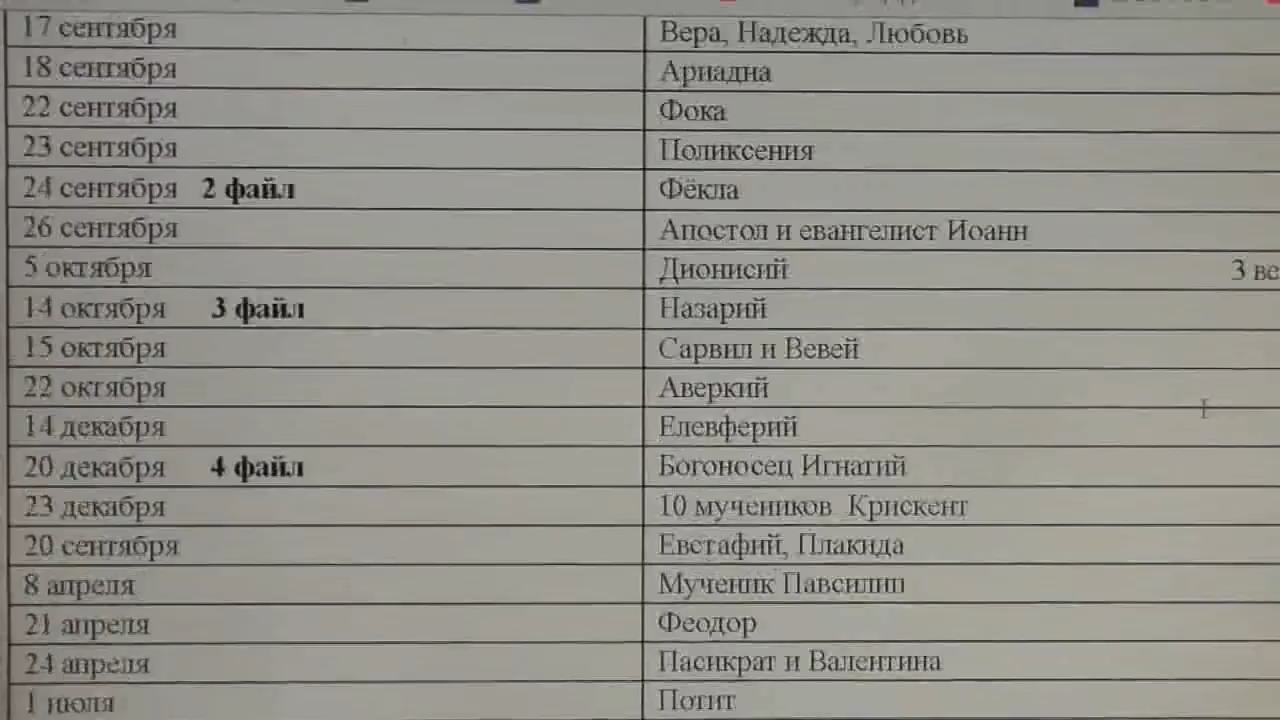 17 сентября Вера, Надежда, Любовь
18 сентября Ариадна
22 сентября Фока
23 сентября Поликсения
24 сентября 2 файл Фёкла
26 сентября Апостол и евангелист Иоанн
5 октября Дионисий 3 ве
14 октября 3 файл Назарий
15 октября Сарвил и Вевей
22 октября Аверкий
14 декабря Елевферий
20 декабря 4 файл Богоносец Игнатий
23 декабря 10 мучеников Крискент
20 сентября Евстафий, Плакида
8 апреля Мученик Павсилип
21 апреля Феодор
24 апреля Пасикрат и Валентина
1 июля Потит